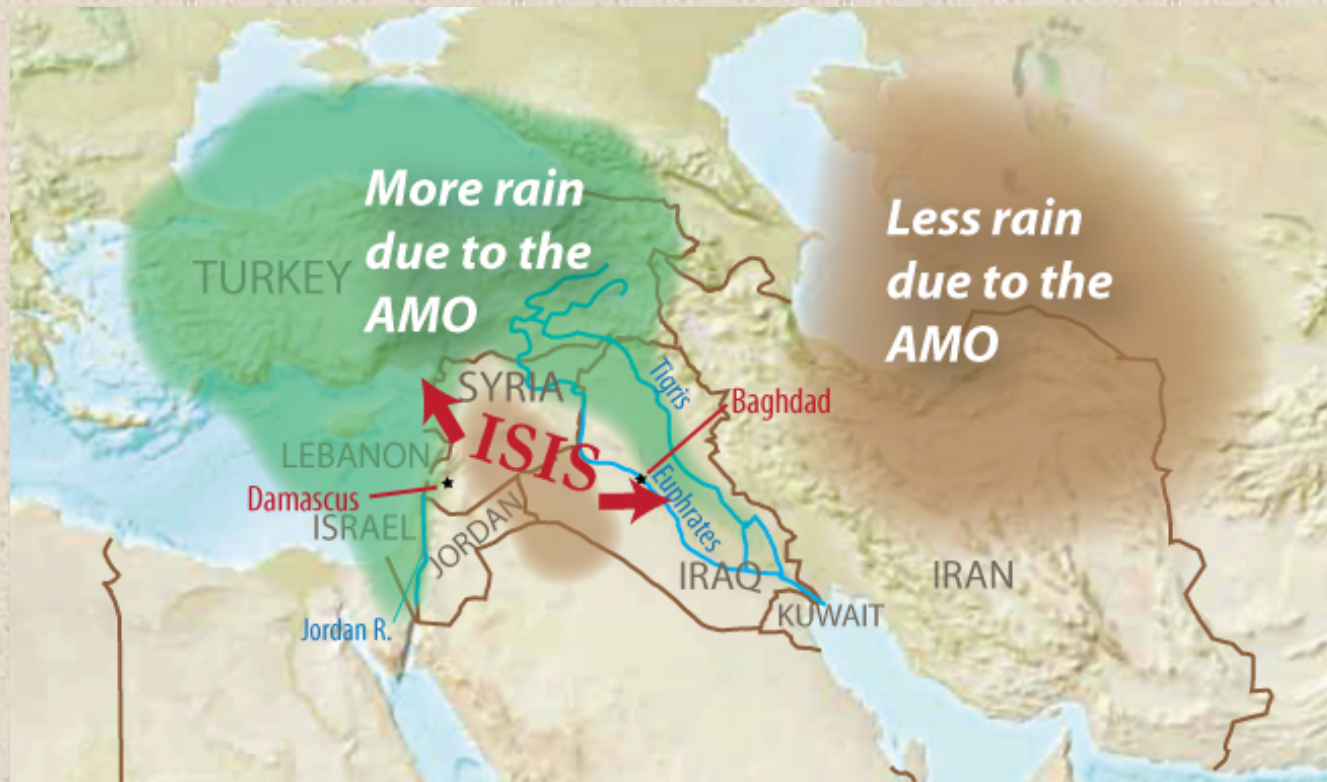 More rain
due to the
AMO
Less rain
due to the
AMO
TURKEY
SYRIA
Tigris
Baghdad
ISIS
LEBANON
Damascus
Euphrates
ISRAEL
JORDAN
IRAQ
IRAN
KUWAIT
Jordan R.